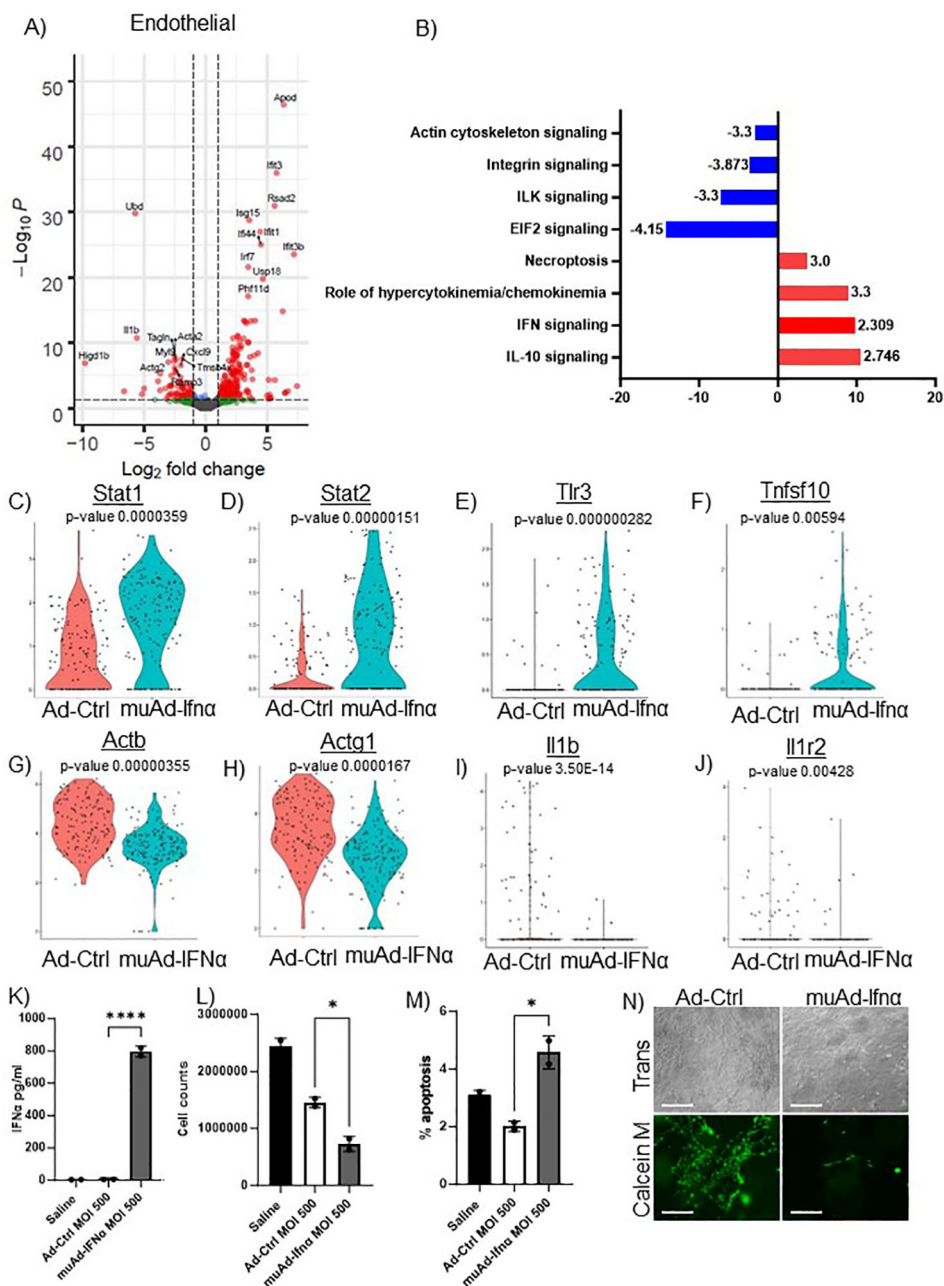 A)
Endothelial
50
40
30
20
10
0
−Log10 P
Apod
Ifit3
Rsad2
Ubd
Isg15
Ifi44
Ifit1
Ifit3b
Irf7
Usp18
Phf11d
Il1b
Tagln
Acta2
Myl9
Cxcl9
Higd1b
Actg2
Tmsb4x
Ramp3
−10
−5
0
5
Log2 fold change
B)
Actin cytoskeleton signaling
-3.3
Integrin signaling
-3.873
ILK signaling
-3.3
EIF2 signaling
-4.15
Necroptosis
3.0
Role of hypercytokinemia/chemokinemia
3.3
IFN signaling
2.309
IL-10 signaling
2.746
-20
-10
0
10
20
C)
Stat1
p-value 0.0000359
Ad-Ctrl
muAd-Ifnα
D)
Stat2
p-value 0.00000151
Ad-Ctrl
muAd-Ifnα
E)
Tlr3
p-value 0.000000282
Ad-Ctrl
muAd-Ifnα
F)
Tnfsf10
p-value 0.00594
Ad-Ctrl
muAd-Ifnα
G)
Actb
p-value 0.00000355
Ad-Ctrl
muAd-IFNα
H)
Actg1
p-value 0.0000167
Ad-Ctrl
muAd-IFNα
I)
Il1b
p-value 3.50E-14
Ad-Ctrl
muAd-IFNα
J)
Il1r2
p-value 0.00428
Ad-Ctrl
muAd-IFNα
K)
****
1000
800
600
400
200
0
IFNα pg/ml
Saline
Ad-Ctrl MOI 500
muAd-IFNα MOI 500
L)
*
3000000
2000000
1000000
0
Cell counts
Saline
Ad-Ctrl MOI 500
muAd-Ifnα MOI 500
M)
*
6
4
2
0
% apoptosis
Saline
Ad-Ctrl MOI 500
muAd-Ifnα MOI 500
N)
Ad-Ctrl
muAd-Ifnα
Trans
Calcein M